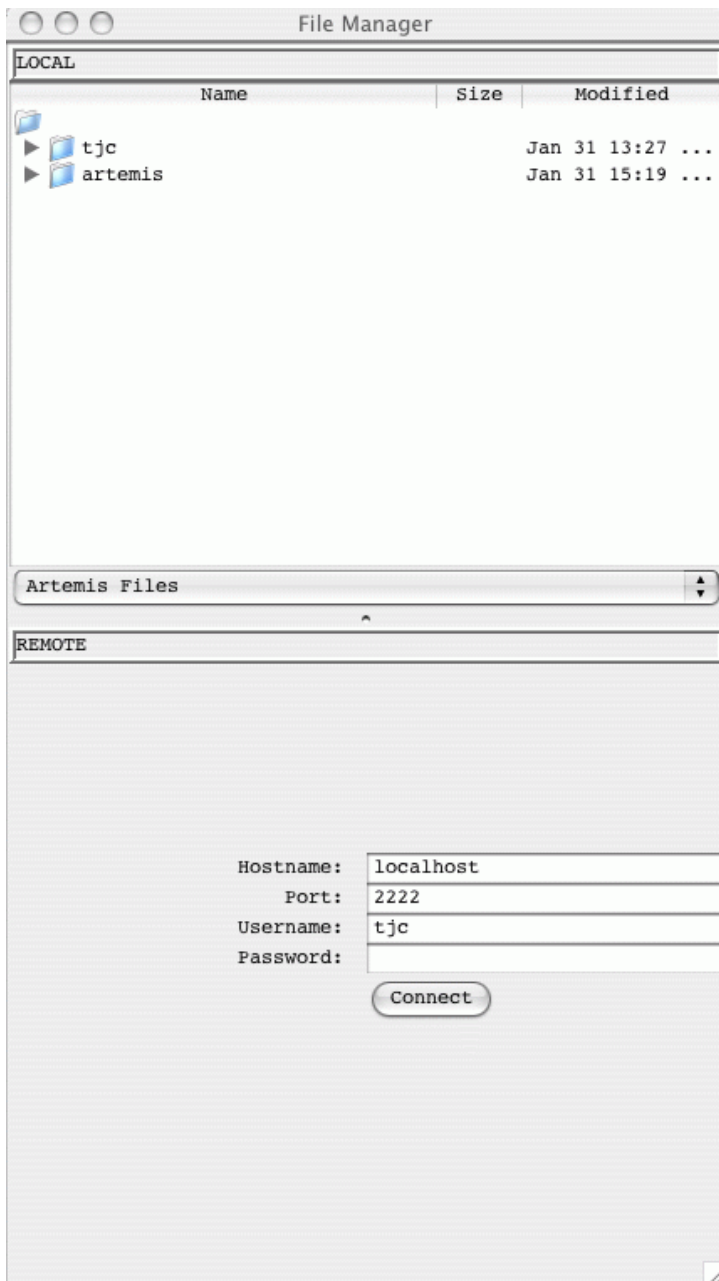 File Manager
LOCAL
Name Size Modified
tjc Jan 31 13:27 ...
artemis Jan 31 15:19 ...
Artemis Files
REMOTE
Hostname: localhost
Port: 2222
Username: tjc
Password:
Connect